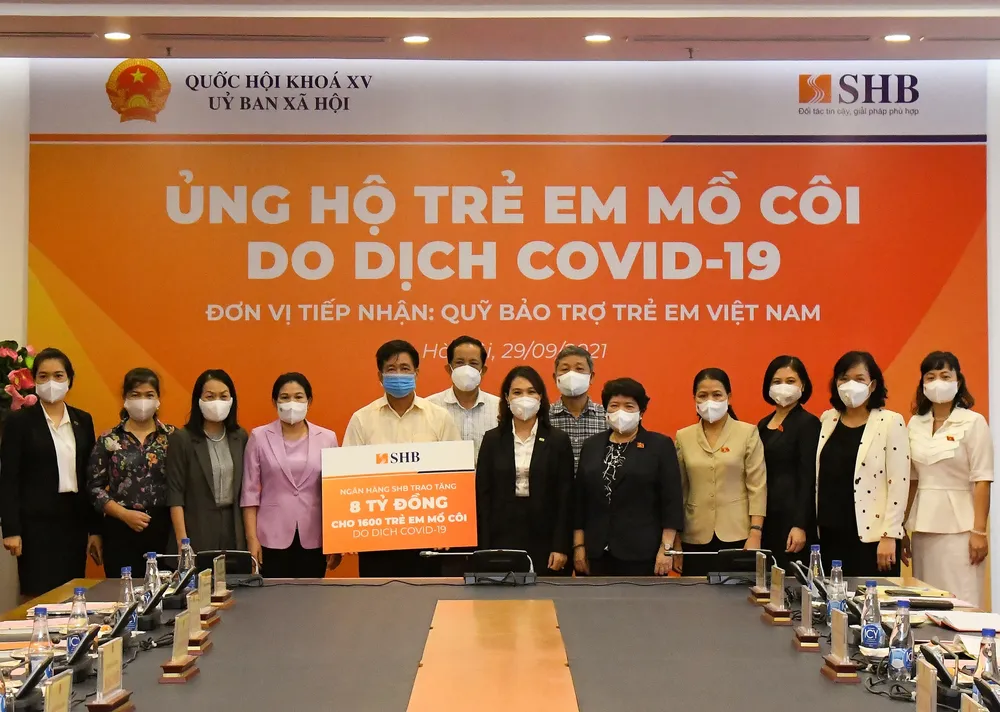 QUỐC HỘI KHOÁ XV
UỶ BAN XÃ HỘI
SHB
Đối tác tin cậy, giải pháp phù hợp
ỦNG HỘ TRẺ EM MỒ CÔI
DO DỊCH COVID-19
ĐƠN VỊ TIẾP NHẬN: QUỸ BẢO TRỢ TRẺ EM VIỆT NAM
29/09/2021
SHB
NGÂN HÀNG SHB TRAO TẶNG
8 TỶ ĐỒNG
CHO 1600 TRẺ EM MỒ CÔI
DO DỊCH COVID-19
ICY
ICY